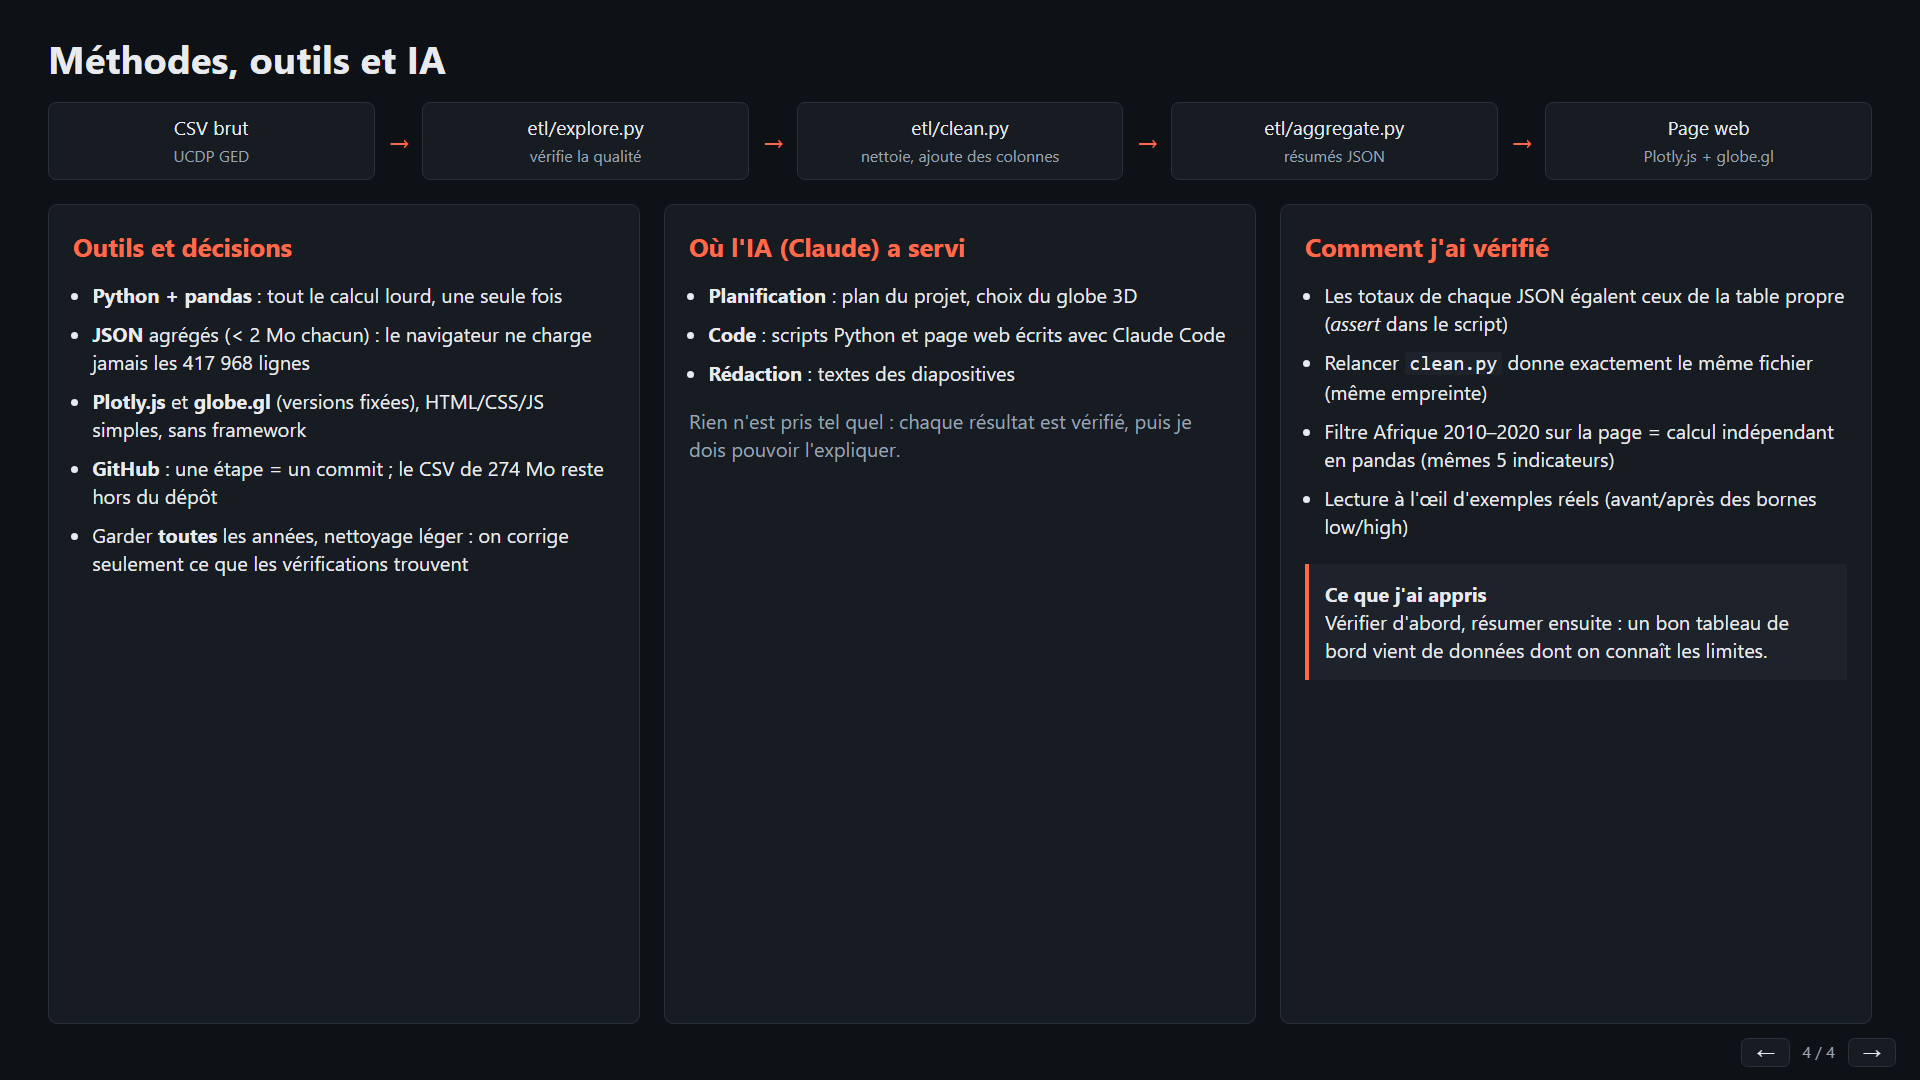 Méthodes, outils et IA
CSV brut
UCDP GED
→
etl/explore.py
vérifie la qualité
→
etl/clean.py
nettoie, ajoute des colonnes
→
etl/aggregate.py
résumés JSON
→
Page web
Plotly.js + globe.gl
Outils et décisions
• Python + pandas : tout le calcul lourd, une seule fois
• JSON agrégés (< 2 Mo chacun) : le navigateur ne charge
jamais les 417 968 lignes
• Plotly.js et globe.gl (versions fixées), HTML/CSS/JS
simples, sans framework
• GitHub : une étape = un commit ; le CSV de 274 Mo reste
hors du dépôt
• Garder toutes les années, nettoyage léger : on corrige
seulement ce que les vérifications trouvent
Où l'IA (Claude) a servi
• Planification : plan du projet, choix du globe 3D
• Code : scripts Python et page web écrits avec Claude Code
• Rédaction : textes des diapositives
Rien n'est pris tel quel : chaque résultat est vérifié, puis je
dois pouvoir l'expliquer.
Comment j'ai vérifié
• Les totaux de chaque JSON égalent ceux de la table propre
(assert dans le script)
• Relancer clean.py donne exactement le même fichier
(même empreinte)
• Filtre Afrique 2010–2020 sur la page = calcul indépendant
en pandas (mêmes 5 indicateurs)
• Lecture à l'œil d'exemples réels (avant/après des bornes
low/high)
Ce que j'ai appris
Vérifier d'abord, résumer ensuite : un bon tableau de
bord vient de données dont on connaît les limites.
← 4 / 4 →